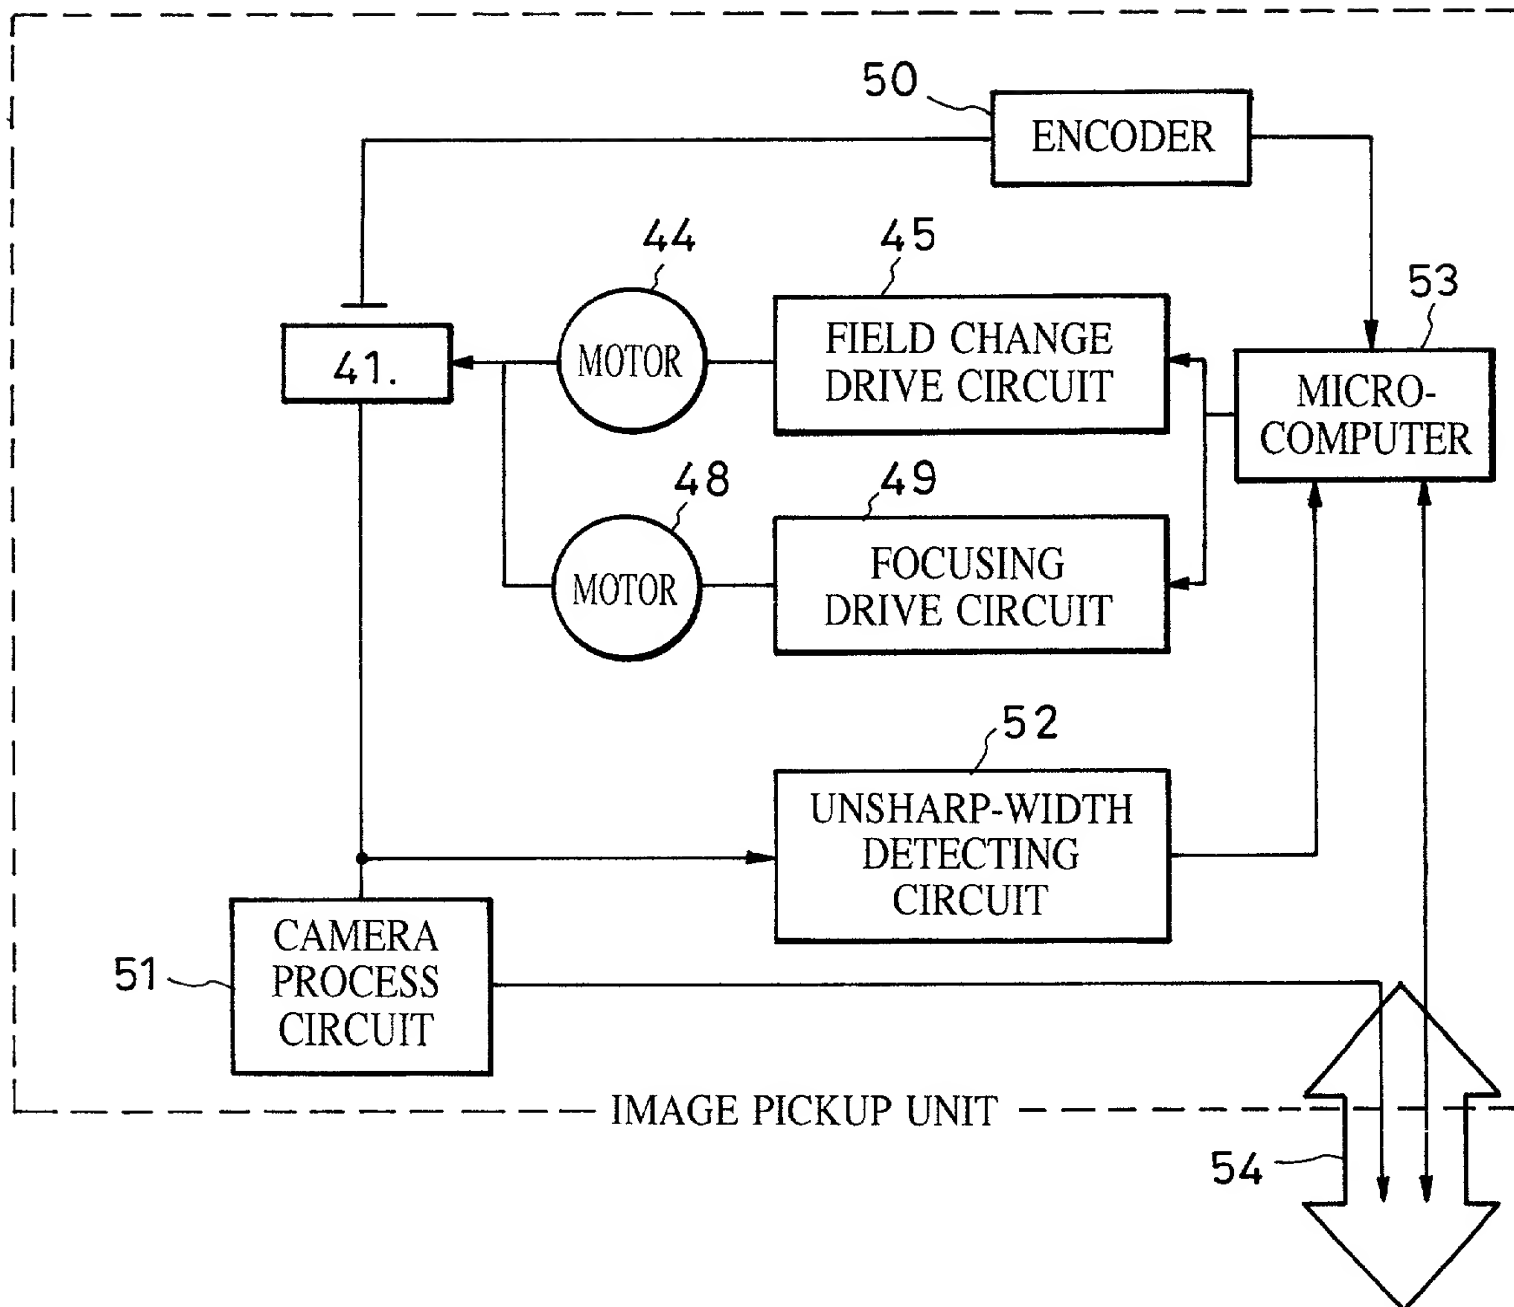 50
ENCODER
44
45
53
41.
MOTOR
FIELD CHANGE
DRIVE CIRCUIT
MICRO-
COMPUTER
48
49
MOTOR
FOCUSING
DRIVE CIRCUIT
52
UNSHARP-WIDTH
DETECTING
CIRCUIT
51
CAMERA
PROCESS
CIRCUIT
IMAGE PICKUP UNIT
54